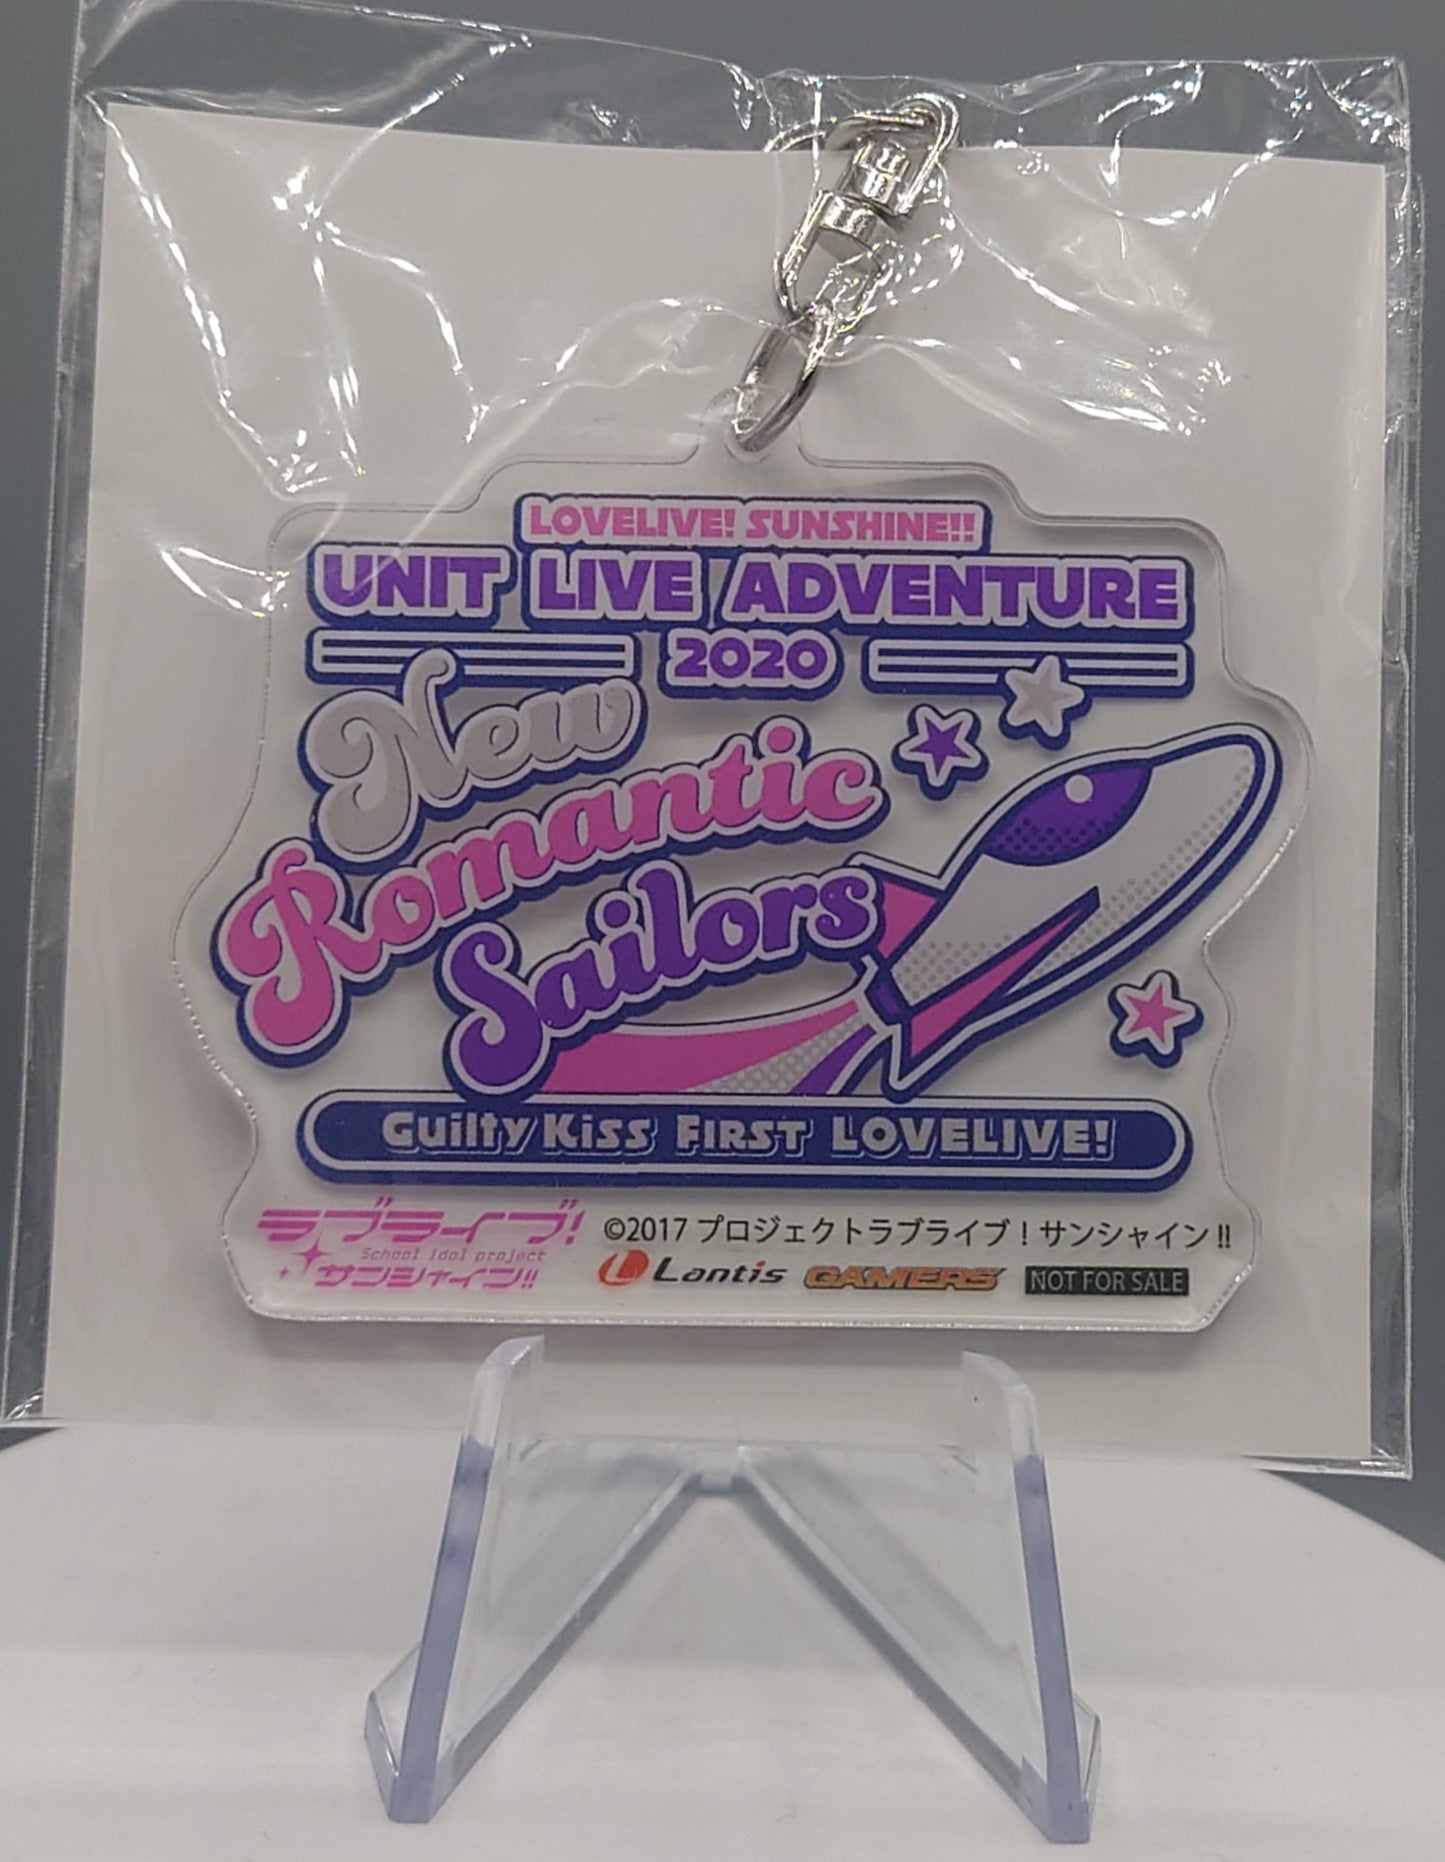 LOVELIVE! SUNSHINE!!
UNIT LIVE ADVENTURE
2020
New
Romantic
Sailors
Guilty Kiss FIRST LOVELIVE!
ラブライブ!
School idol project
サンシャイン!!
©2017 プロジェクトラブライブ！サンシャイン!!
Lantis GAMERS NOT FOR SALE